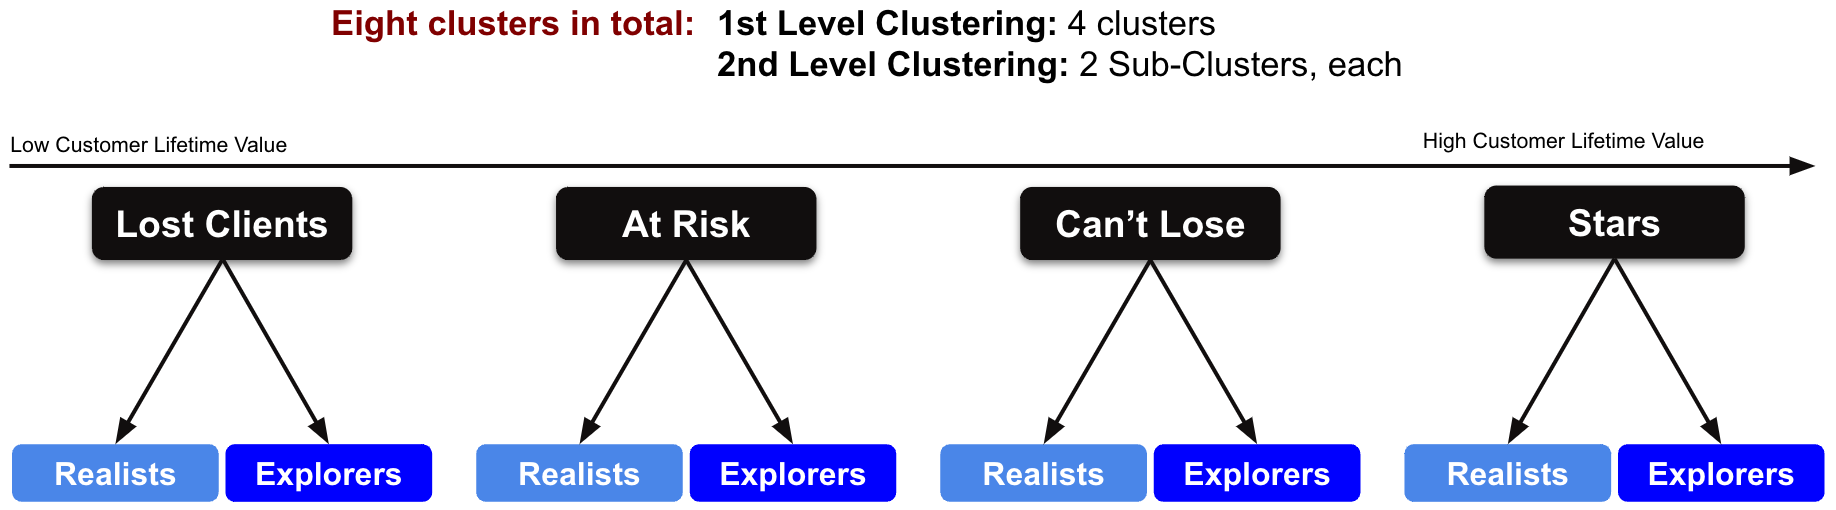 Eight clusters in total: 1st Level Clustering: 4 clusters
2nd Level Clustering: 2 Sub-Clusters, each
Low Customer Lifetime Value
High Customer Lifetime Value
Lost Clients
At Risk
Can’t Lose
Stars
Realists
Explorers
Realists
Explorers
Realists
Explorers
Realists
Explorers